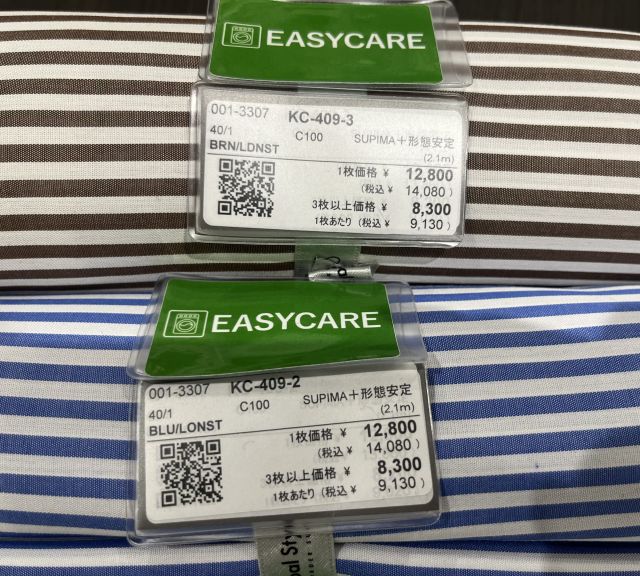 EASYCARE
001-3307 KC-409-3
40/1 C100 SUPIMA+形態安定
BRN/LDNST (2.1m)
1枚価格 ¥ 12,800
(税込 ¥ 14,080 )
3枚以上価格 ¥ 8,300
1枚あたり (税込 ¥ 9,130 )
EASYCARE
001-3307 KC-409-2
40/1 C100 SUPIMA+形態安定
BLU/LONST (2.1m)
1枚価格 ¥ 12,800
(税込 ¥ 14,080 )
3枚以上価格 ¥ 8,300
1枚あたり (税込 ¥ 9,130 )